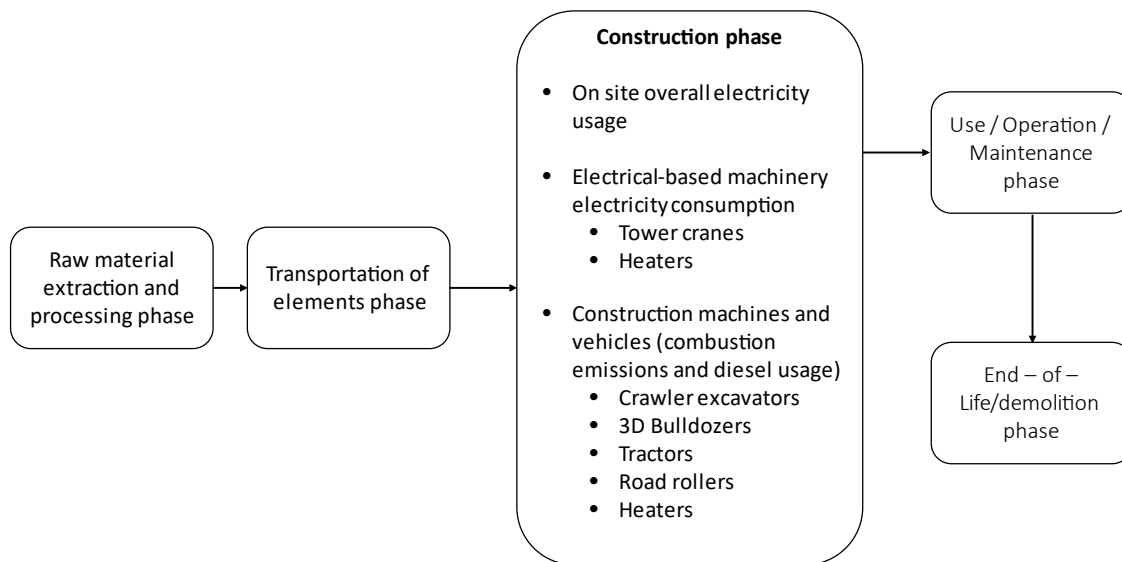 Raw material
extraction and
processing phase
Transportation of
elements phase
Construction phase
• On site overall electricity
usage
• Electrical-based machinery
electricity consumption
• Tower cranes
• Heaters
• Construction machines and
vehicles (combustion
emissions and diesel usage)
• Crawler excavators
• 3D Bulldozers
• Tractors
• Road rollers
• Heaters
Use / Operation /
Maintenance
phase
End – of –
Life/demolition
phase